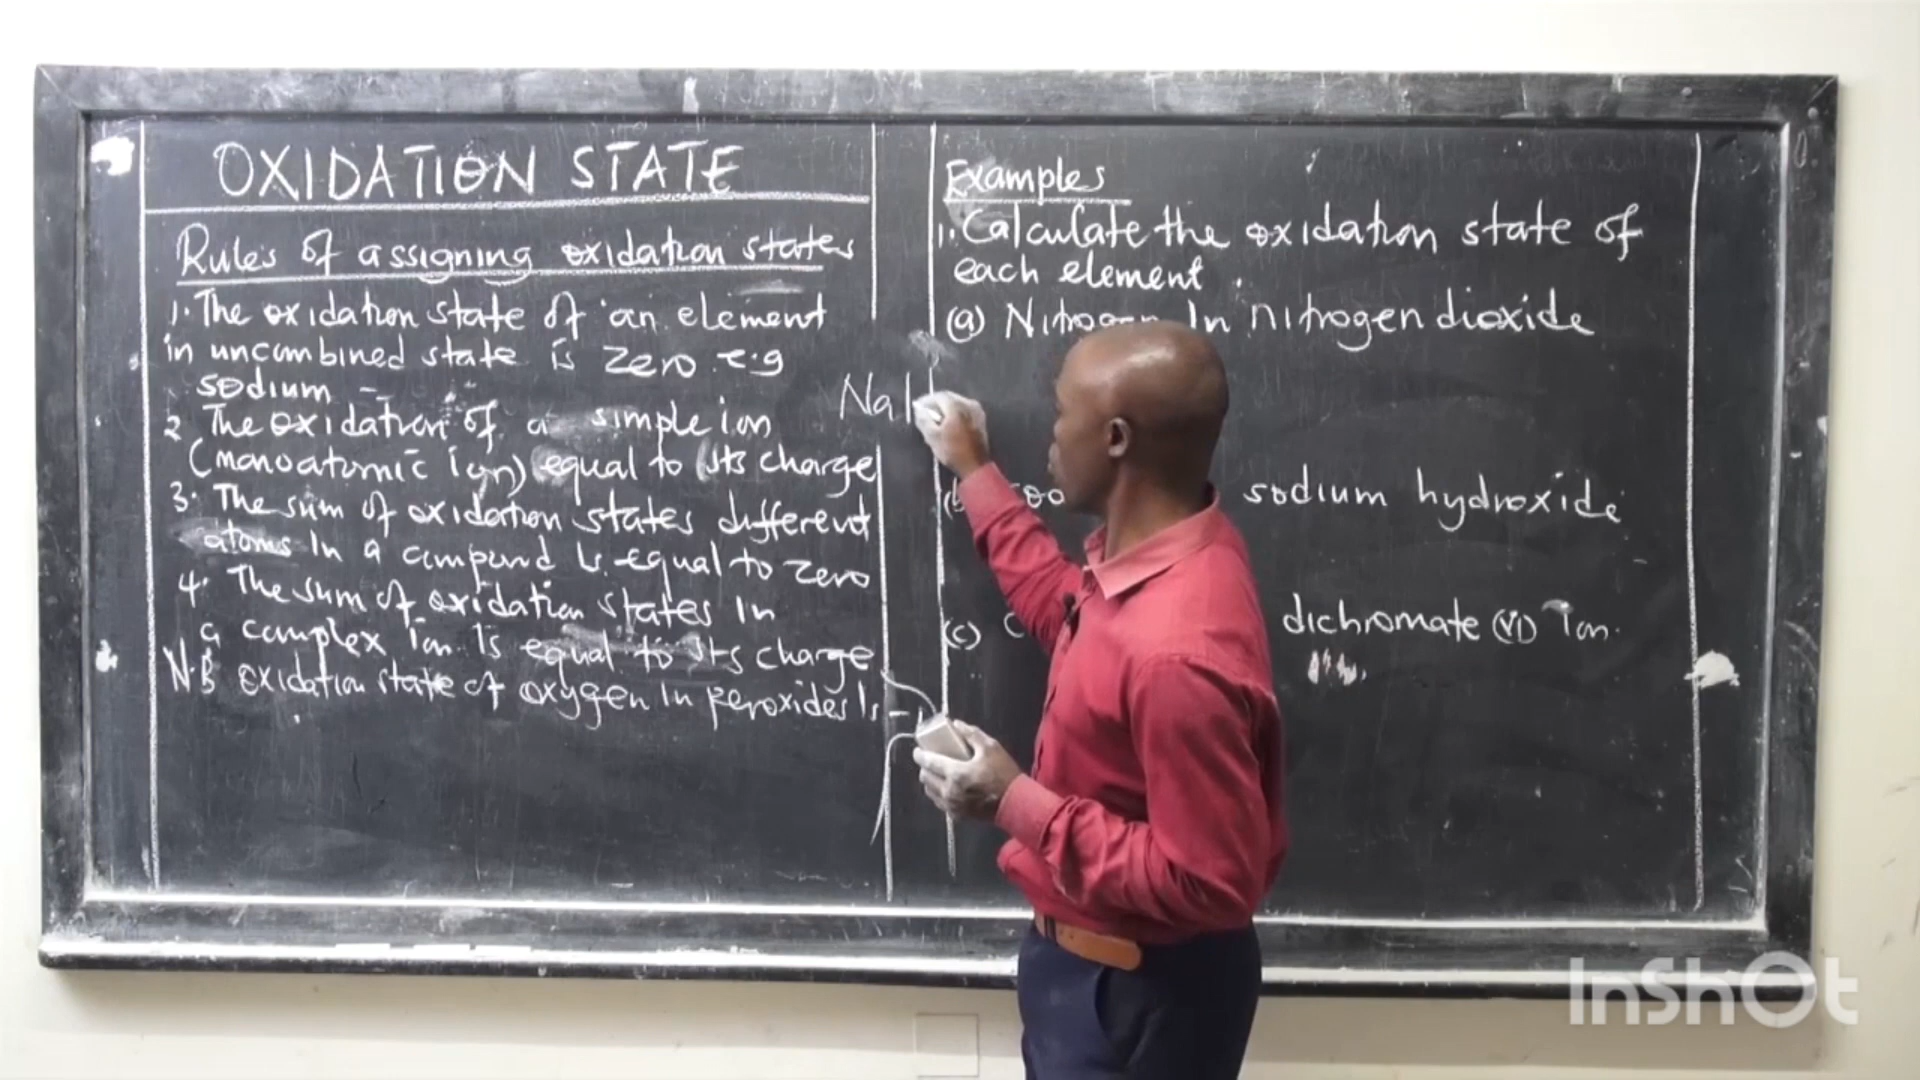 OXIDATION STATE
Rules of assigning oxidation states
1. The oxidation state of an element
in uncombined state is zero e.g
sodium
2 The oxidation of a simple ion
(monoatomic ion) equal to its charge
3. The sum of oxidation states different
atoms in a compound is equal to zero
4. The sum of oxidation states in
a complex ion is equal to its charge
N.B oxidation state of oxygen in peroxides is -1
Na
Examples
1. Calculate the oxidation state of
each element.
(a) Nitrogen in nitrogen dioxide
(b) sodium hydroxide
(c) dichromate (VI) ion.
InShOt